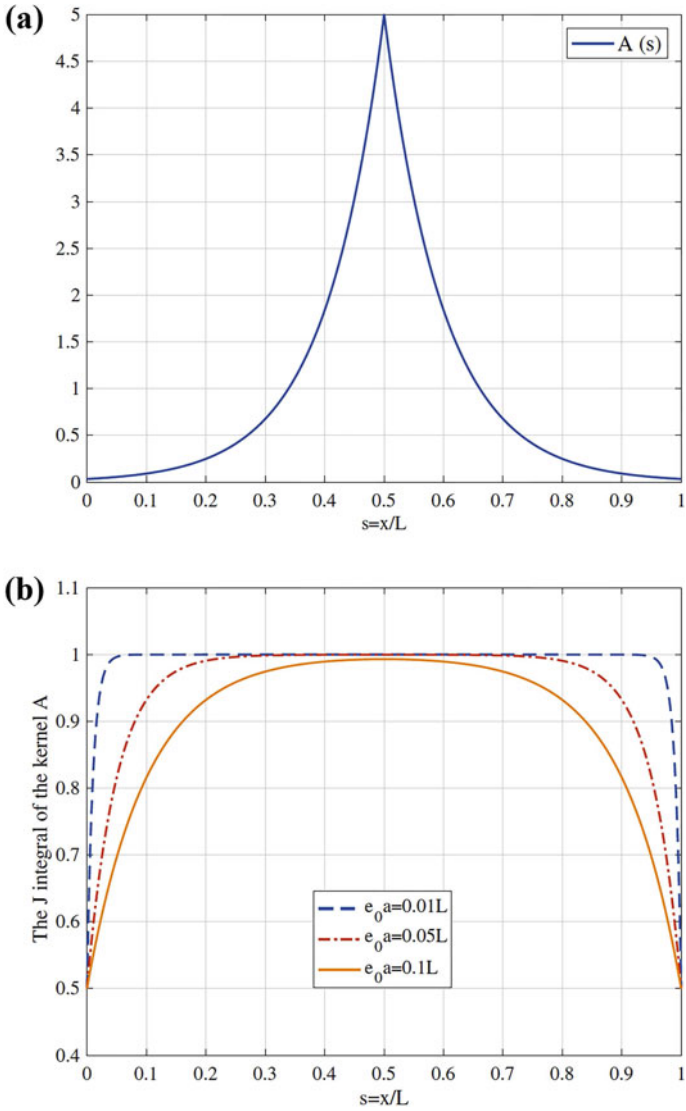 (a)
5
4.5
4
3.5
3
2.5
2
1.5
1
0.5
0
A (s)
0 0.1 0.2 0.3 0.4 0.5 0.6 0.7 0.8 0.9 1
s=x/L
(b)
1.1
1
0.9
0.8
0.7
0.6
0.5
0.4
The J integral of the kernel A
e₀a=0.01L
e₀a=0.05L
e₀a=0.1L
0 0.1 0.2 0.3 0.4 0.5 0.6 0.7 0.8 0.9 1
s=x/L